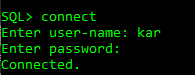 SQL> connect
Enter user-name: kar
Enter password:
Connected.